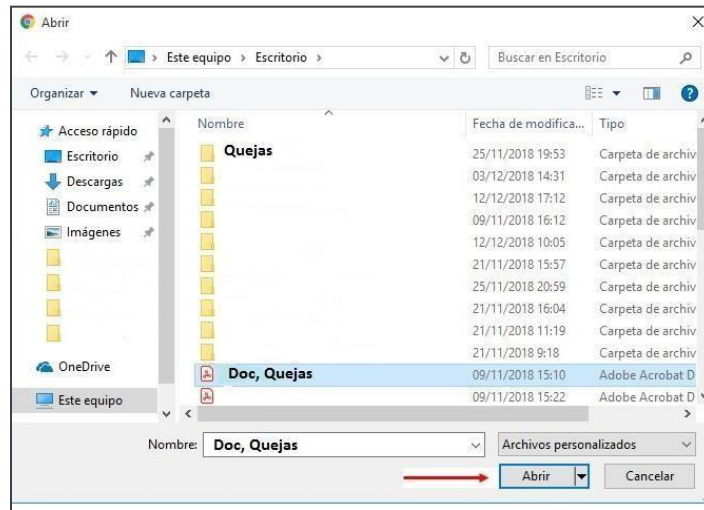 Abrir
Este equipo > Escritorio >
Buscar en Escritorio
Organizar
Nueva carpeta
Nombre
Fecha de modifica...
Tipo
Acceso rápido
Escritorio
Descargas
Documentos
Imágenes
OneDrive
Este equipo
Quejas 25/11/2018 19:53 Carpeta de archiv
03/12/2018 14:31 Carpeta de archiv
12/12/2018 17:12 Carpeta de archiv
09/11/2018 16:12 Carpeta de archiv
12/12/2018 10:05 Carpeta de archiv
21/11/2018 15:57 Carpeta de archiv
25/11/2018 20:59 Carpeta de archiv
21/11/2018 16:04 Carpeta de archiv
21/11/2018 11:19 Carpeta de archiv
21/11/2018 9:18 Carpeta de archiv
Doc, Quejas 09/11/2018 15:10 Adobe Acrobat D
09/11/2018 15:22 Adobe Acrobat D
Nombre: Doc, Quejas
Archivos personalizados
Abrir
Cancelar